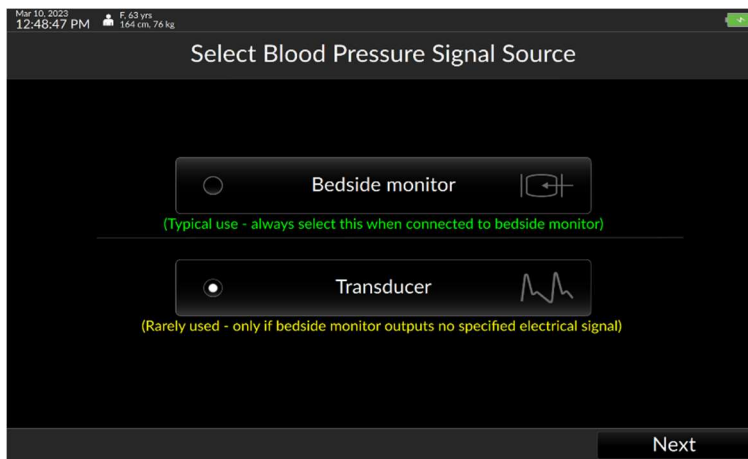 Mar 10, 2023
12:48:47 PM
F, 63 yrs
164 cm, 76 kg
Select Blood Pressure Signal Source
Bedside monitor
(Typical use - always select this when connected to bedside monitor)
Transducer
(Rarely used - only if bedside monitor outputs no specified electrical signal)
Next